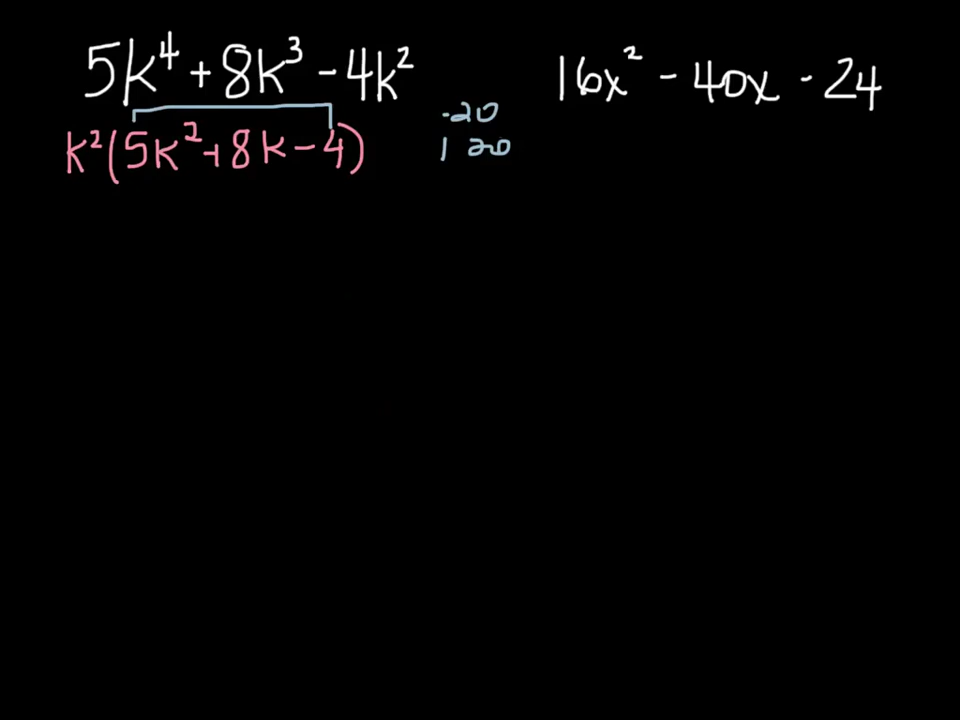 5k⁴ + 8k³ - 4k²
k²(5k² + 8k - 4)
-20
1 20
16x² - 40x - 24